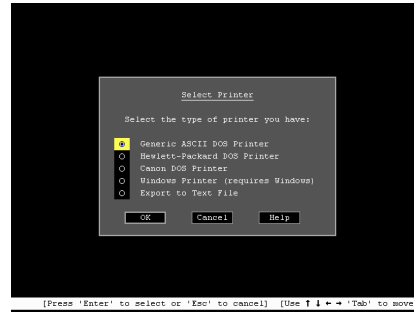 Select Printer
Select the type of printer you have:
Generic ASCII DOS Printer
Hewlett-Packard DOS Printer
Canon DOS Printer
Windows Printer (requires Windows)
Export to Text File
OK Cancel Help
[Press 'Enter' to select or 'Esc' to cancel] [Use ↑ ↓ ← → 'Tab' to move